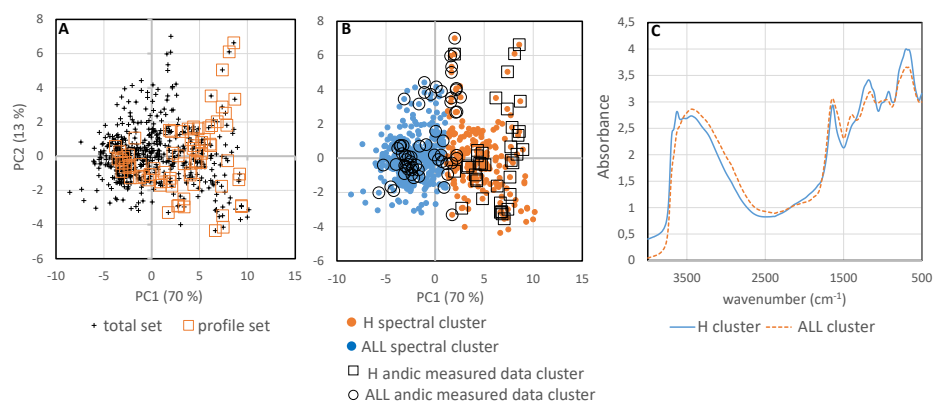 A
PC2 (13 %)
8
6
4
2
0
-2
-4
-6
-10 -5 0 5 10 15
PC1 (70 %)
total set profile set
B
8
6
4
2
0
-2
-4
-6
-10 -5 0 5 10 15
PC1 (70 %)
H spectral cluster
ALL spectral cluster
H andic measured data cluster
ALL andic measured data cluster
C
Absorbance
4,5
4
3,5
3
2,5
2
1,5
1
0,5
0
3500 2500 1500 500
wavenumber (cm⁻¹)
H cluster ALL cluster